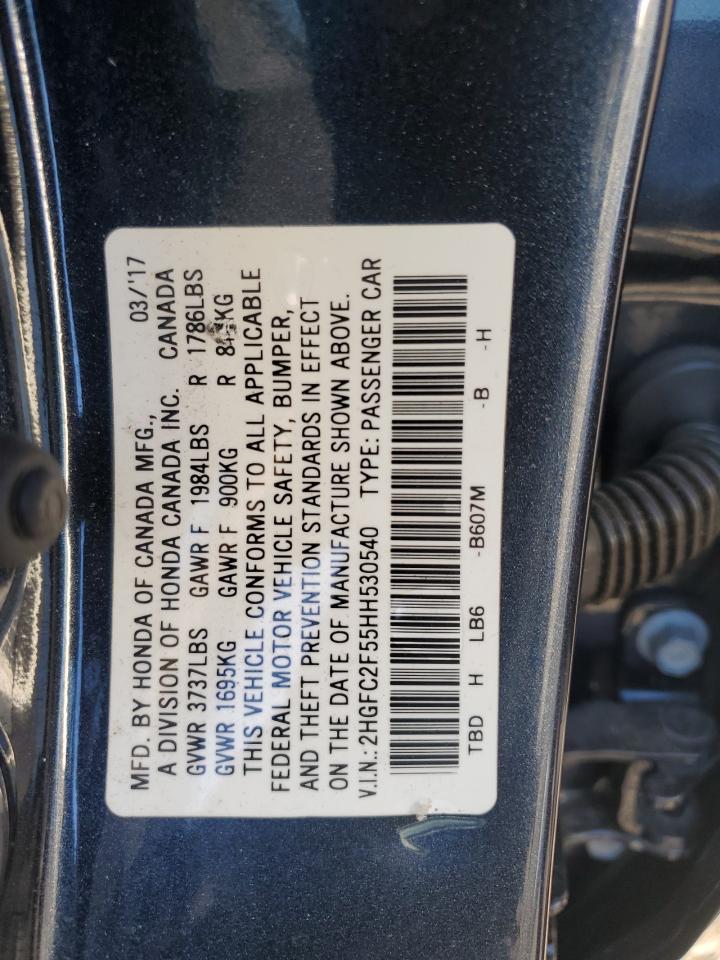 MFD. BY HONDA OF CANADA MFG., 03/'17
A DIVISION OF HONDA CANADA INC. CANADA
GVWR 3737LBS GAWR F 1984LBS R 1786LBS
GVWR 1695KG GAWR F 900KG R KG
THIS VEHICLE CONFORMS TO ALL APPLICABLE
FEDERAL MOTOR VEHICLE SAFETY, BUMPER,
AND THEFT PREVENTION STANDARDS IN EFFECT
ON THE DATE OF MANUFACTURE SHOWN ABOVE.
V.I.N.: 2HGFC2F55HH530540 TYPE: PASSENGER CAR
TBD H LB6 -B607M -B -H